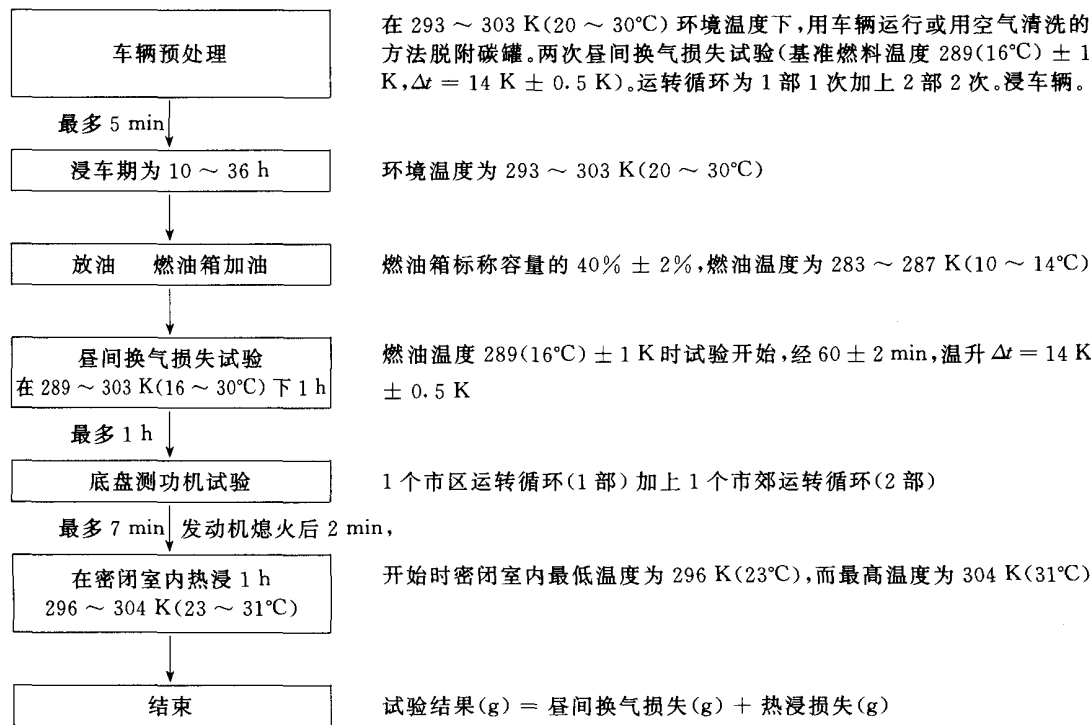 车辆预处理
在 293 ~ 303 K(20 ~ 30℃) 环境温度下,用车辆运行或用空气清洗的
方法脱附碳罐。两次昼间换气损失试验(基准燃料温度 289(16℃) ± 1
K,Δt = 14 K ± 0.5 K)。运转循环为 1 部 1 次加上 2 部 2 次。浸车辆。
最多 5 min
浸车期为 10 ~ 36 h
环境温度为 293 ~ 303 K(20 ~ 30℃)
放油 燃油箱加油
燃油箱标称容量的 40% ± 2%,燃油温度为 283 ~ 287 K(10 ~ 14℃)
昼间换气损失试验
在 289 ~ 303 K(16 ~ 30℃) 下 1 h
燃油温度 289(16℃) ± 1 K 时试验开始,经 60 ± 2 min,温升 Δt = 14 K
± 0.5 K
最多 1 h
底盘测功机试验
1 个市区运转循环(1 部) 加上 1 个市郊运转循环(2 部)
最多 7 min 发动机熄火后 2 min,
在密闭室内热浸 1 h
296 ~ 304 K(23 ~ 31℃)
开始时密闭室内最低温度为 296 K(23℃),而最高温度为 304 K(31℃)
结束
试验结果(g) = 昼间换气损失(g) + 热浸损失(g)